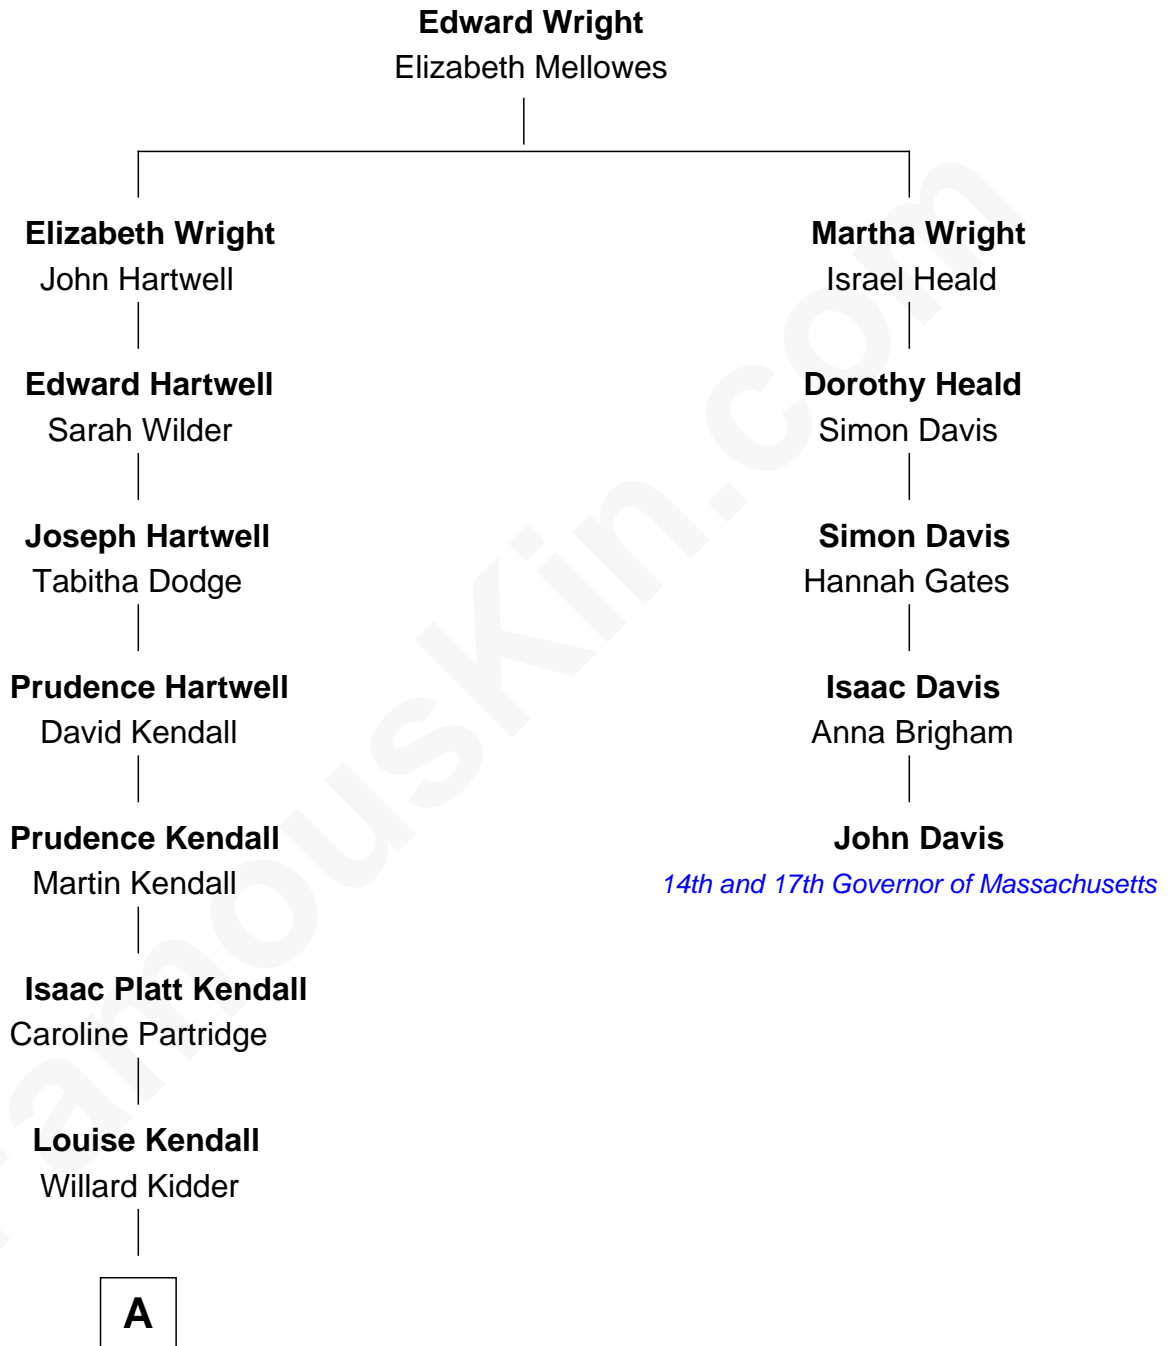 Edward Wright
Elizabeth Mellowes
Elizabeth Wright
John Hartwell
Martha Wright
Israel Heald
Edward Hartwell
Sarah Wilder
Dorothy Heald
Simon Davis
Joseph Hartwell
Tabitha Dodge
Simon Davis
Hannah Gates
Prudence Hartwell
David Kendall
Isaac Davis
Anna Brigham
Prudence Kendall
Martin Kendall
John Davis
14th and 17th Governor of Massachusetts
Isaac Platt Kendall
Caroline Partridge
Louise Kendall
Willard Kidder
A
FamousKin.com